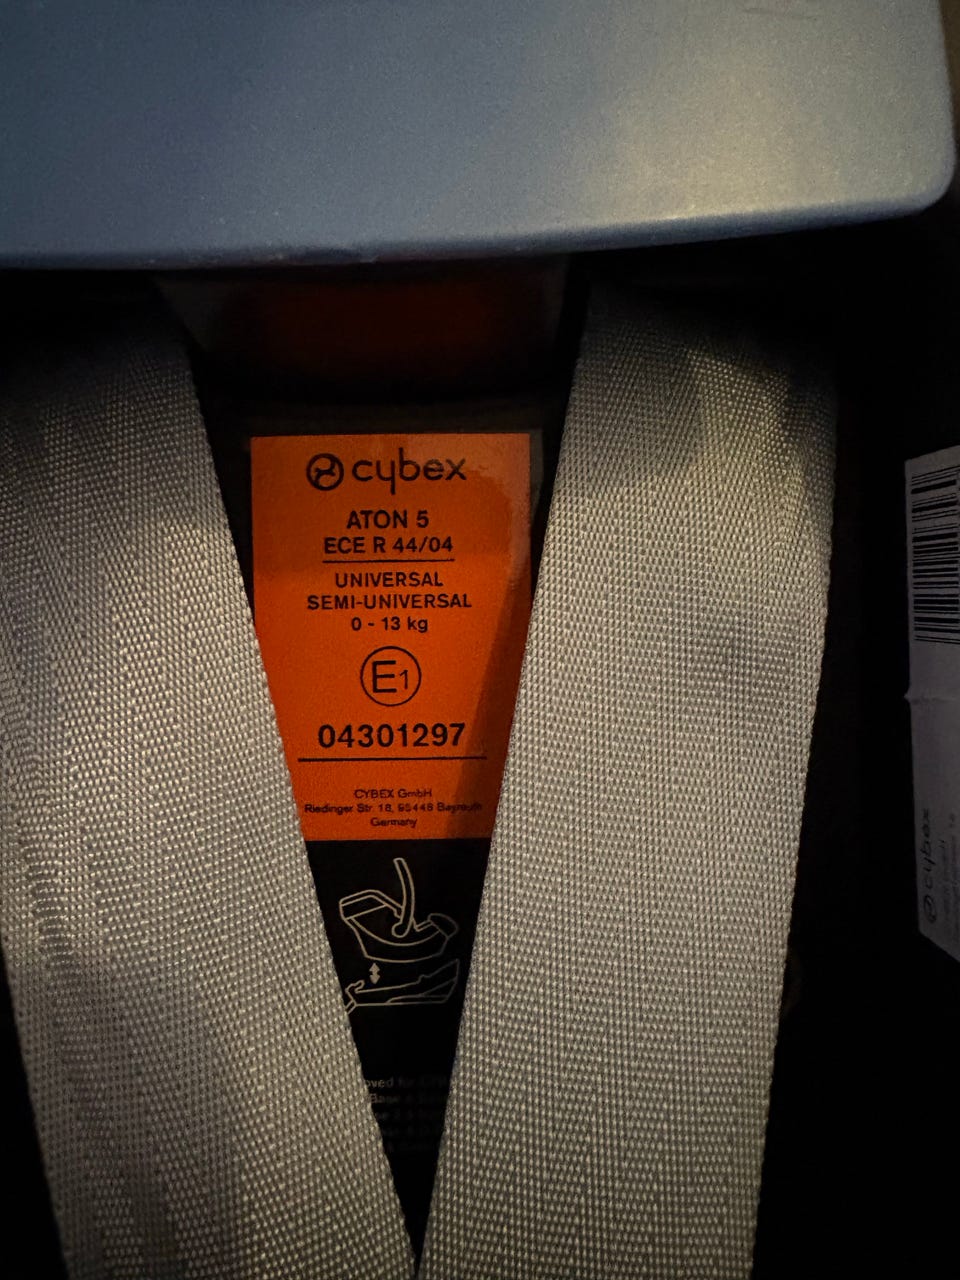 cybex
ATON 5
ECE R 44/04
UNIVERSAL
SEMI-UNIVERSAL
0 - 13 kg
E1
04301297
CYBEX GmbH
Riedinger Str. 18, 95448 Bayreuth
Germany
cybex